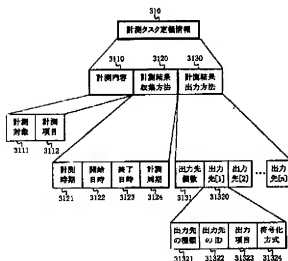 310
計測タスク定義情報
3110 3120 3130
計測内容 計測結果収集方法 計測結果出力方法
計測対象 計測項目
3111 3112
計測時期 開始日時 終了日時 計測周期
3121 3122 3123 3124
出力先個数 出力先[1] 出力先[2] … 出力先[n]
3131 31320
出力先の種類 出力先のID 出力項目 符号化方式
31321 31322 31323 31324